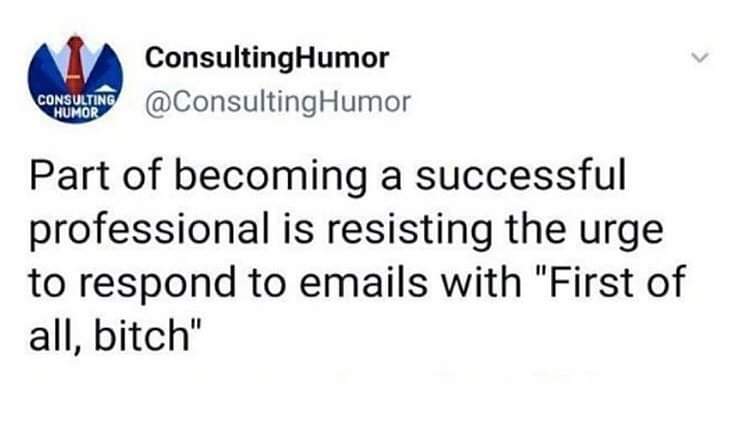 ConsultingHumor
CONSULTING
HUMOR
@ConsultingHumor
Part of becoming a successful
professional is resisting the urge
to respond to emails with "First of
all, bitch"